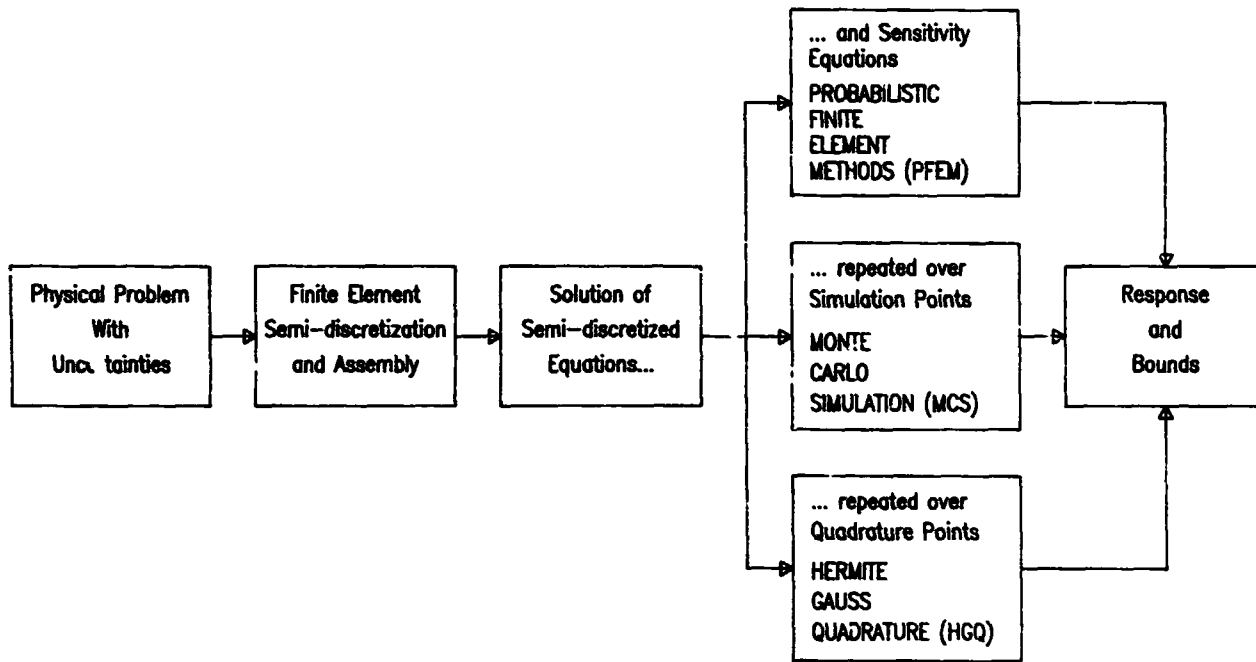 Physical Problem
With
Unce tainties
Finite Element
Semi-discretization
and Assembly
Solution of
Semi-discretized
Equations...
... and Sensitivity
Equations
PROBABILISTIC
FINITE
ELEMENT
METHODS (PFEM)
... repeated over
Simulation Points
MONTE
CARLO
SIMULATION (MCS)
... repeated over
Quadrature Points
HERMITE
GAUSS
QUADRATURE (HGQ)
Response
and
Bounds